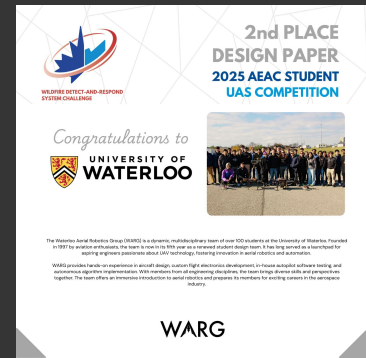 2nd PLACE
DESIGN PAPER
2025 AEAC STUDENT
UAS COMPETITION
WILDFIRE DETECT-AND-RESPOND
SYSTEM CHALLENGE
Congratulations to
UNIVERSITY OF
WATERLOO
The Waterloo Aerial Robotics Group (WARG) is a dynamic, multidisciplinary team of over 100 students at the University of Waterloo. Founded
in 1997 by aviation enthusiasts, the team is now in its fifth year as a renewed student design team. It has long served as a launchpad for
aspiring engineers passionate about UAV technology, fostering innovation in aerial robotics and automation.
WARG provides hands-on experience in aircraft design, custom flight electronics development, in-house autopilot software testing, and
autonomous algorithm implementation. With members from all engineering disciplines, the team brings diverse skills and perspectives
together. The team offers an immersive introduction to aerial robotics and prepares its members for exciting careers in the aerospace
industry.
WARG